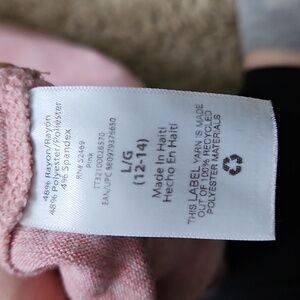 48% Rayon/Rayón
48% Polyester/Poliéster
4% Spandex
RN# 52469
Pink
EAN/UPC
L/G
(12-14)
Made In Haiti
Hecho En Haití
THIS LABEL YARN IS MADE
OUT OF 100% RECYCLED
POLYESTER MATERIALS